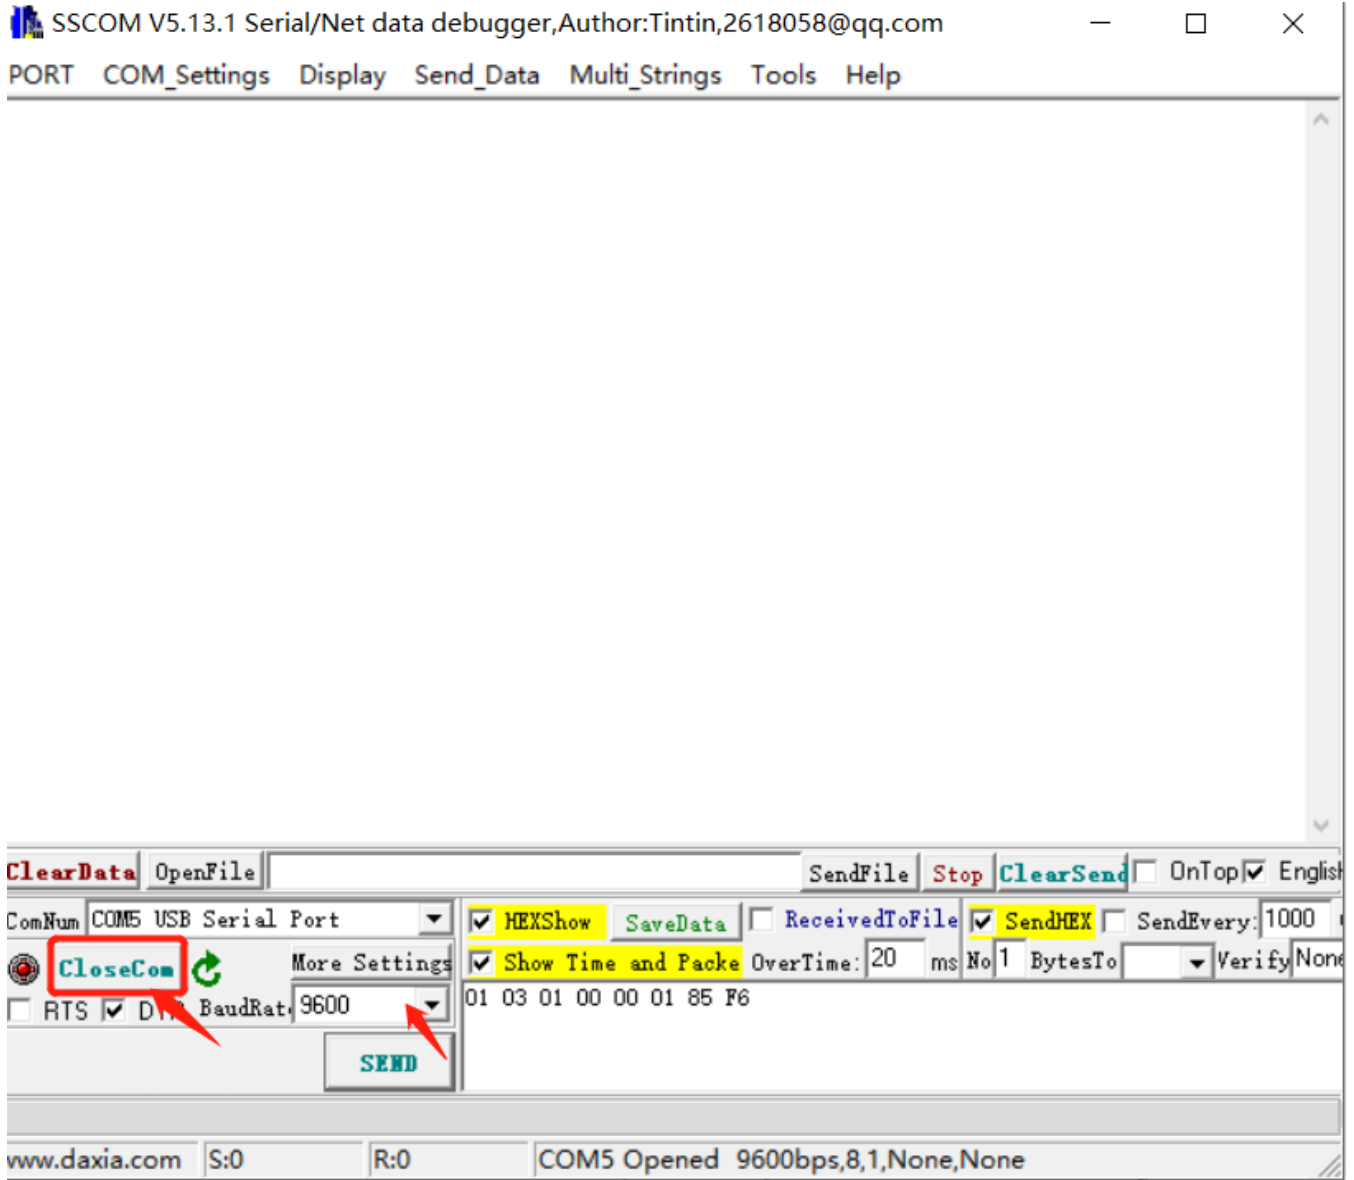 SSCOM V5.13.1 Serial/Net data debugger,Author:Tintin,2618058@qq.com
PORT COM_Settings Display Send_Data Multi_Strings Tools Help
ClearData OpenFile SendFile Stop ClearSend OnTop English
ComNum COM5 USB Serial Port HEXShow SaveData ReceivedToFile SendHEX SendEvery: 1000
CloseCom More Settings Show Time and Packe OverTime: 20 ms No 1 BytesTo Verify None
RTS BaudRat 9600 01 03 01 00 00 01 85 F6
SEND
www.daxia.com S:0 R:0 COM5 Opened 9600bps,8,1,None,None